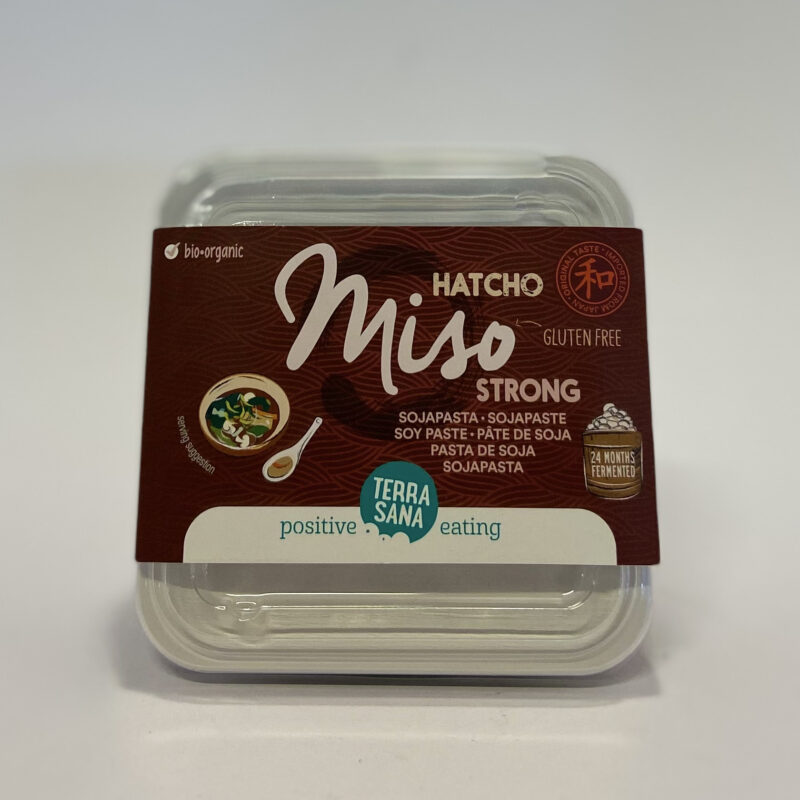 bio•organic
HATCHO
Miso
GLUTEN FREE
STRONG
ORIGINAL TASTE • IMPORTED FROM JAPAN •
和
SOJAPASTA • SOJAPASTE
SOY PASTE • PÂTE DE SOJA
PASTA DE SOJA
SOJAPASTA
serving suggestion
24 MONTHS
FERMENTED
TERRA
SANA
positive eating